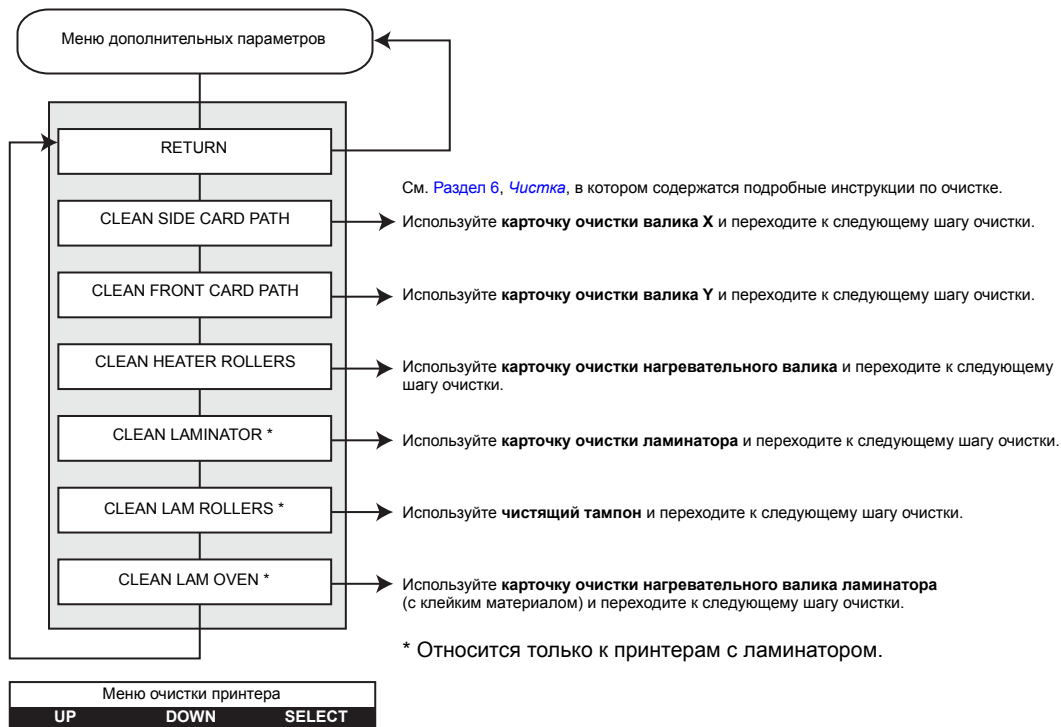 Меню дополнительных параметров
RETURN
См. Раздел 6, Чистка, в котором содержатся подробные инструкции по очистке.
CLEAN SIDE CARD PATH
Используйте карточку очистки валика X и переходите к следующему шагу очистки.
CLEAN FRONT CARD PATH
Используйте карточку очистки валика Y и переходите к следующему шагу очистки.
CLEAN HEATER ROLLERS
Используйте карточку очистки нагревательного валика и переходите к следующему
шагу очистки.
CLEAN LAMINATOR *
Используйте карточку очистки ламинатора и переходите к следующему шагу очистки.
CLEAN LAM ROLLERS *
Используйте чистящий тампон и переходите к следующему шагу очистки.
CLEAN LAM OVEN *
Используйте карточку очистки нагревательного валика ламинатора
(с клейким материалом) и переходите к следующему шагу очистки.
* Относится только к принтерам с ламинатором.
Меню очистки принтера
UP DOWN SELECT